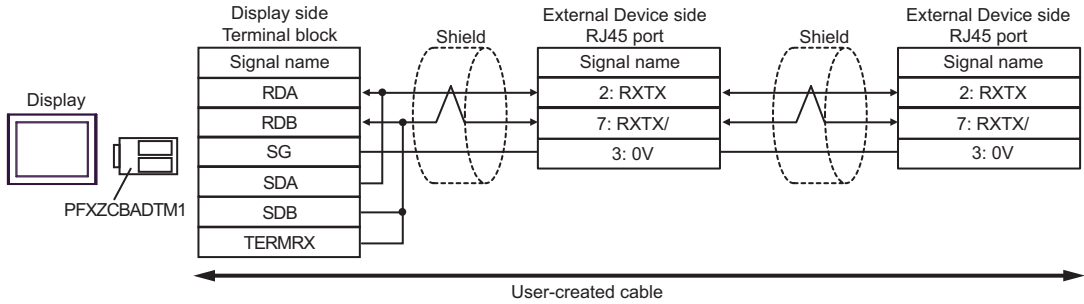 Display side
Terminal block
External Device side
RJ45 port
External Device side
RJ45 port
Shield
Shield
Signal name
Signal name
Signal name
RDA
2: RXTX
2: RXTX
Display
RDB
7: RXTX/
7: RXTX/
SG
3: 0V
3: 0V
SDA
PFXZCBADTM1
SDB
TERMRX
User-created cable